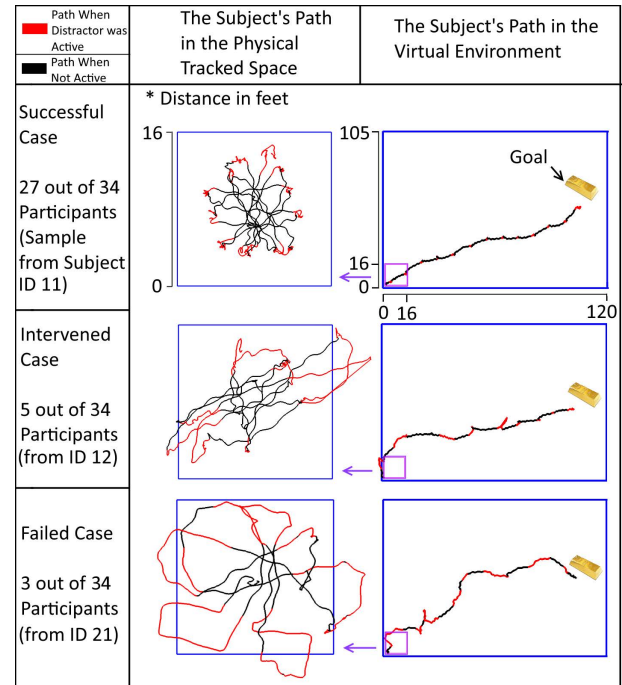 Path When
Distractor was
Active
Path When
Not Active
The Subject's Path
in the Physical
Tracked Space
The Subject's Path in the
Virtual Environment
* Distance in feet
Successful
Case
27 out of 34
Participants
(Sample
from Subject
ID 11)
16
0
105
16
0
0 16
120
Goal
Intervened
Case
5 out of 34
Participants
(from ID 12)
Failed Case
3 out of 34
Participants
(from ID 21)